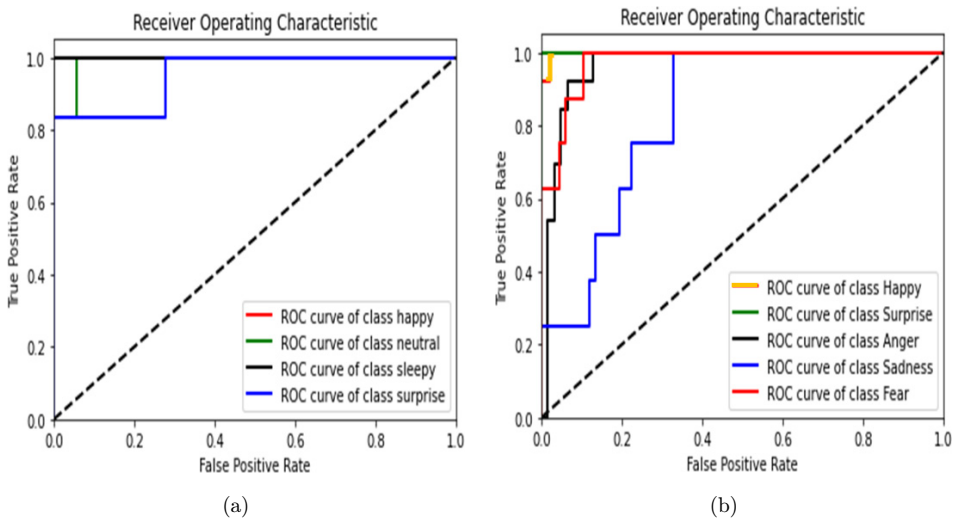 Receiver Operating Characteristic
True Positive Rate
1.0
0.8
0.6
0.4
0.2
0.0
ROC curve of class happy
ROC curve of class neutral
ROC curve of class sleepy
ROC curve of class surprise
0.0 0.2 0.4 0.6 0.8 1.0
False Positive Rate
(a)
Receiver Operating Characteristic
True Positive Rate
1.0
0.8
0.6
0.4
0.2
0.0
ROC curve of class Happy
ROC curve of class Surprise
ROC curve of class Anger
ROC curve of class Sadness
ROC curve of class Fear
0.0 0.2 0.4 0.6 0.8 1.0
False Positive Rate
(b)